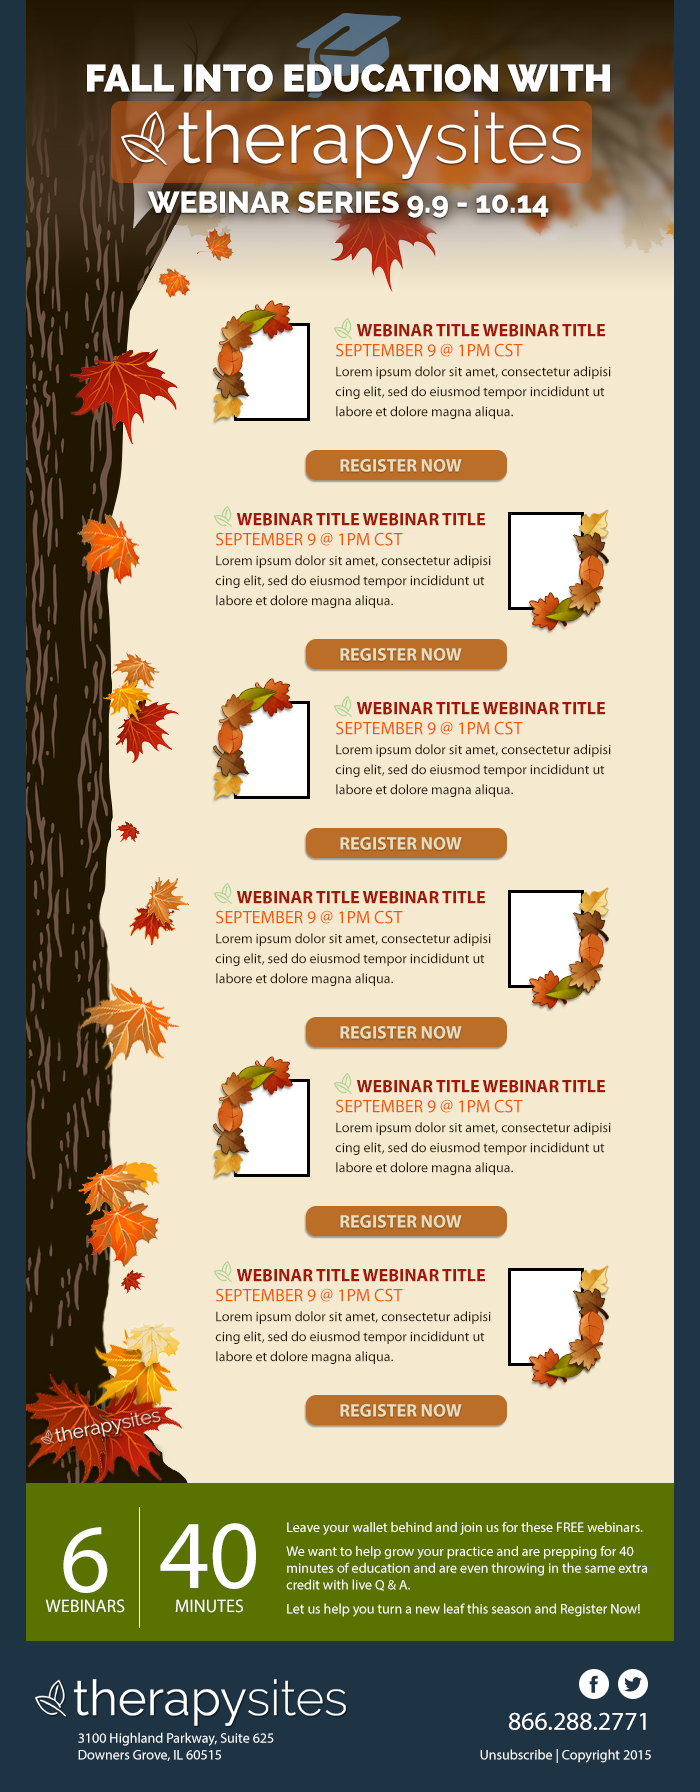 FALL INTO EDUCATION WITH
therapysites
WEBINAR SERIES 9.9 - 10.14
WEBINAR TITLE WEBINAR TITLE
SEPTEMBER 9 @ 1PM CST
Lorem ipsum dolor sit amet, consectetur adipisi
cing elit, sed do eiusmod tempor incididunt ut
labore et dolore magna aliqua.
REGISTER NOW
WEBINAR TITLE WEBINAR TITLE
SEPTEMBER 9 @ 1PM CST
Lorem ipsum dolor sit amet, consectetur adipisi
cing elit, sed do eiusmod tempor incididunt ut
labore et dolore magna aliqua.
REGISTER NOW
WEBINAR TITLE WEBINAR TITLE
SEPTEMBER 9 @ 1PM CST
Lorem ipsum dolor sit amet, consectetur adipisi
cing elit, sed do eiusmod tempor incididunt ut
labore et dolore magna aliqua.
REGISTER NOW
WEBINAR TITLE WEBINAR TITLE
SEPTEMBER 9 @ 1PM CST
Lorem ipsum dolor sit amet, consectetur adipisi
cing elit, sed do eiusmod tempor incididunt ut
labore et dolore magna aliqua.
REGISTER NOW
WEBINAR TITLE WEBINAR TITLE
SEPTEMBER 9 @ 1PM CST
Lorem ipsum dolor sit amet, consectetur adipisi
cing elit, sed do eiusmod tempor incididunt ut
labore et dolore magna aliqua.
REGISTER NOW
WEBINAR TITLE WEBINAR TITLE
SEPTEMBER 9 @ 1PM CST
Lorem ipsum dolor sit amet, consectetur adipisi
cing elit, sed do eiusmod tempor incididunt ut
labore et dolore magna aliqua.
REGISTER NOW
therapysites
6
WEBINARS
40
MINUTES
Leave your wallet behind and join us for these FREE webinars.
We want to help grow your practice and are prepping for 40
minutes of education and are even throwing in the same extra
credit with live Q & A.
Let us help you turn a new leaf this season and Register Now!
therapysites
3100 Highland Parkway, Suite 625
Downers Grove, IL 60515
866.288.2771
Unsubscribe | Copyright 2015